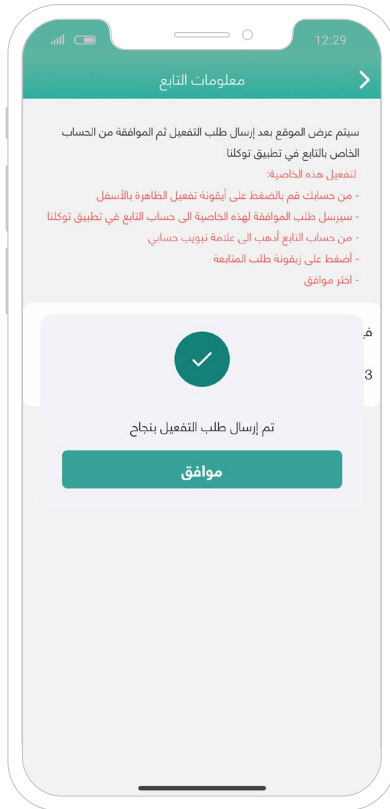 12:29
معلومات التابع
سيتم عرض الموقع بعد إرسال طلب التفعيل ثم الموافقة من الحساب
الخاص بالتابع في تطبيق توكلنا
لتفعيل هذه الخاصية:
- من حسابك قم بالضغط على أيقونة تفعيل الظاهرة بالأسفل
- سيرسل طلب الموافقة لهذه الخاصية الى حساب التابع في تطبيق توكلنا
- من حساب التابع أذهب الى علامة تبويب حسابي
- أضغط على زيقونة طلب المتابعة
- اختر موافق
3
تم إرسال طلب التفعيل بنجاح
موافق